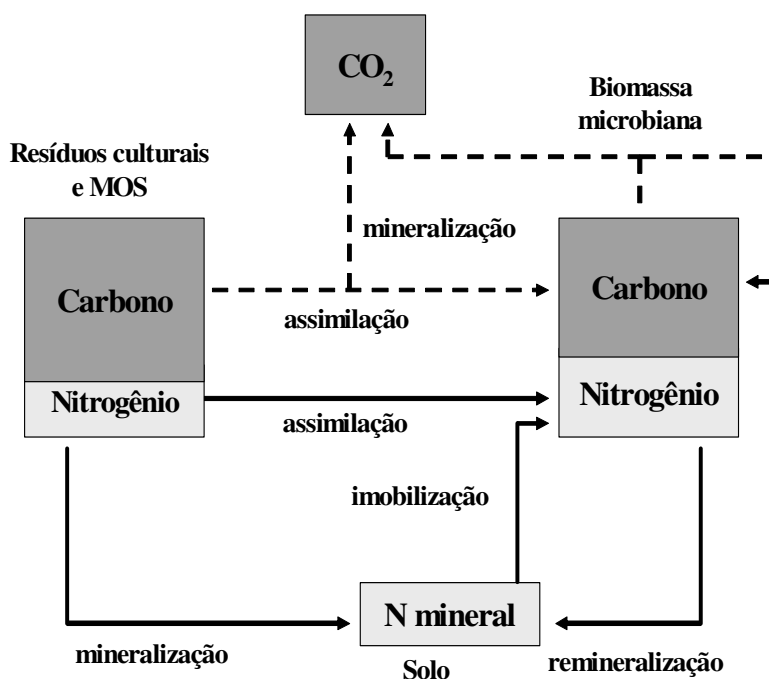 CO₂
Biomassa
microbiana
Resíduos culturais
e MOS
mineralização
Carbono
Carbono
assimilação
Nitrogênio
Nitrogênio
assimilação
imobilização
N mineral
mineralização
Solo
remineralização